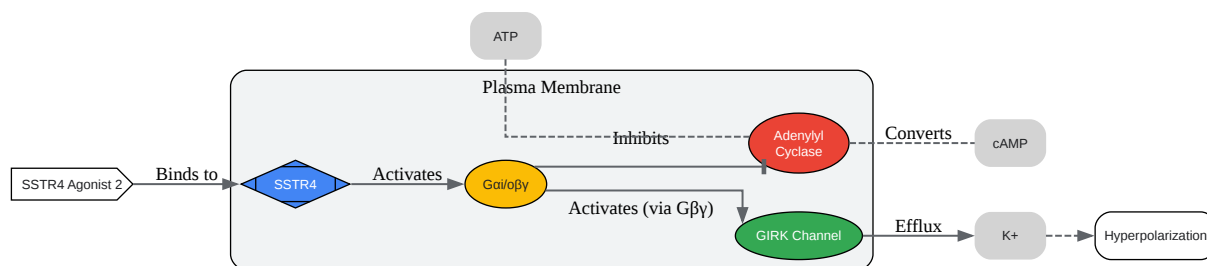 ATP
Plasma Membrane
Inhibits
Adenylyl
Cyclase
Converts
cAMP
SSTR4 Agonist 2
Binds to
SSTR4
Activates
Gαi/oβγ
Activates (via Gβγ)
GIRK Channel
Efflux
K+
Hyperpolarization